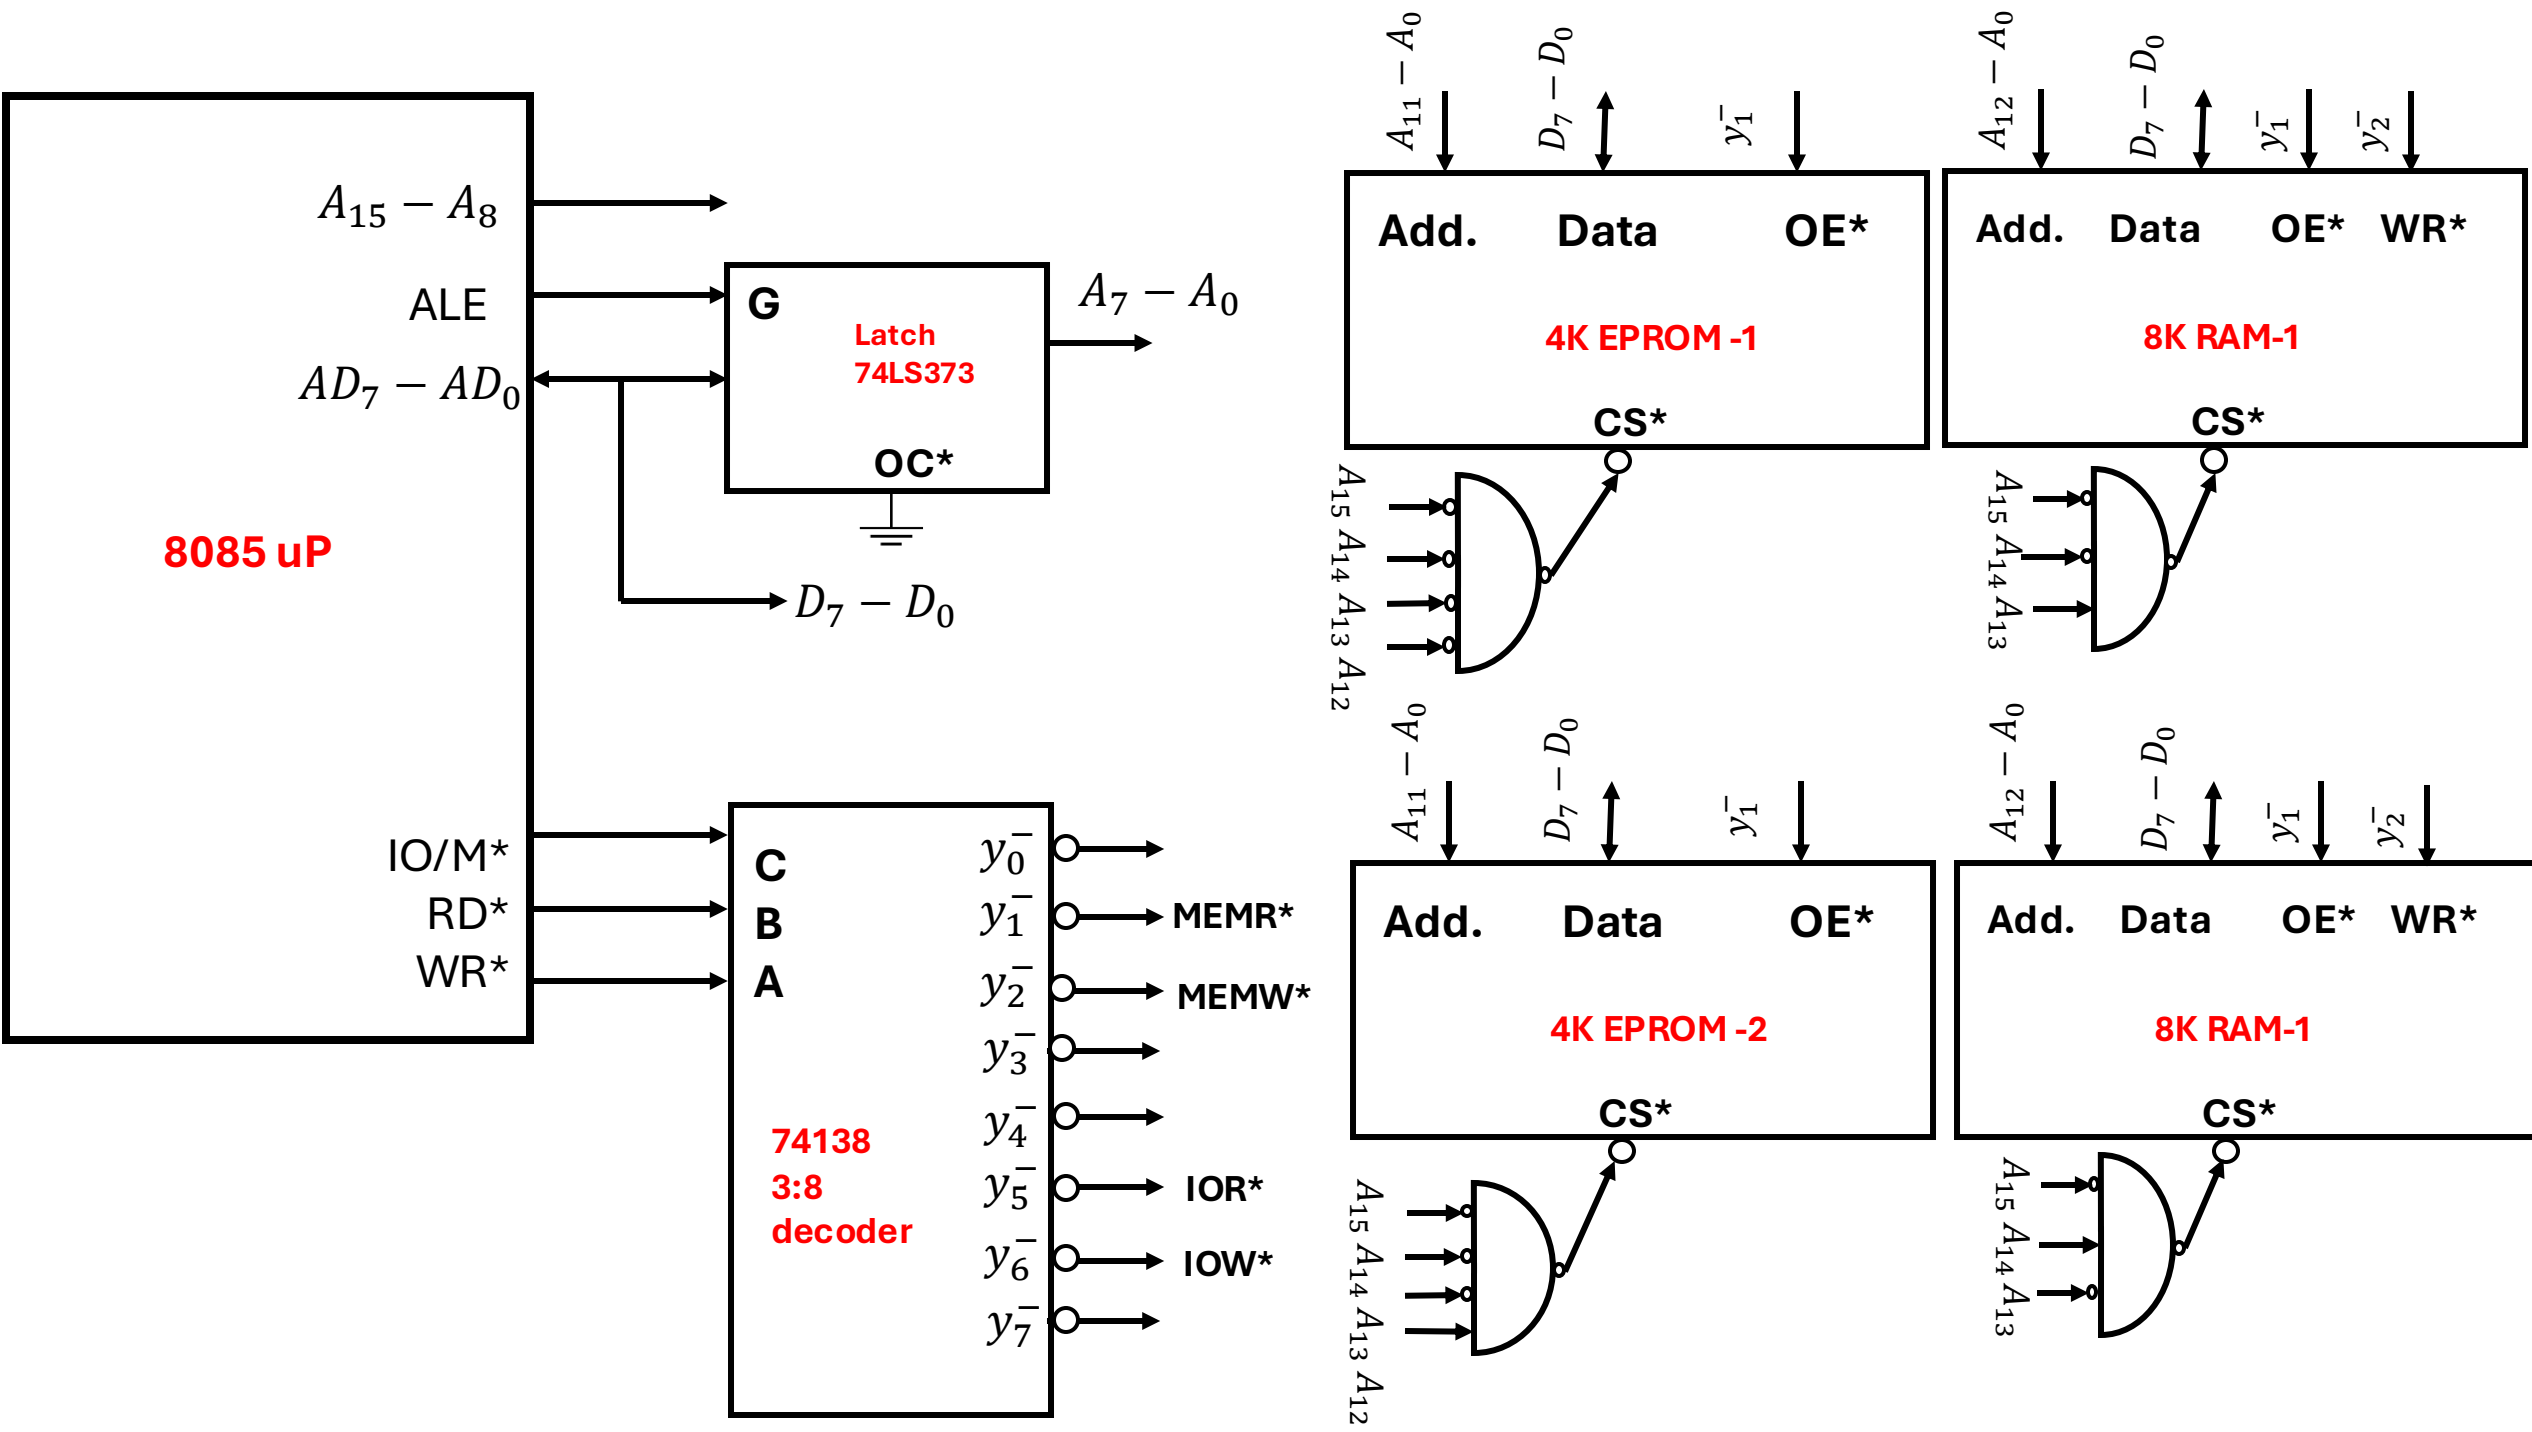 A₁₅ − A₈
ALE
AD₇ − AD₀
8085 uP
IO/M*
RD*
WR*
G
Latch
74LS373
OC*
A₇ − A₀
D₇ − D₀
C
B
A
74138
3:8
decoder
y₀⁻
y₁⁻ MEMR*
y₂⁻ MEMW*
y₃⁻
y₄⁻
y₅⁻ IOR*
y₆⁻ IOW*
y₇⁻
A₁₁ − A₀
D₇ − D₀
y₁⁻
Add. Data OE*
4K EPROM -1
CS*
A₁₅ A₁₄ A₁₃ A₁₂
A₁₂ − A₀
D₇ − D₀
y₁⁻
y₂⁻
Add. Data OE* WR*
8K RAM-1
CS*
A₁₅ A₁₄ A₁₃
A₁₁ − A₀
D₇ − D₀
y₁⁻
Add. Data OE*
4K EPROM -2
CS*
A₁₅ A₁₄ A₁₃ A₁₂
A₁₂ − A₀
D₇ − D₀
y₁⁻
y₂⁻
Add. Data OE* WR*
8K RAM-1
CS*
A₁₅ A₁₄ A₁₃